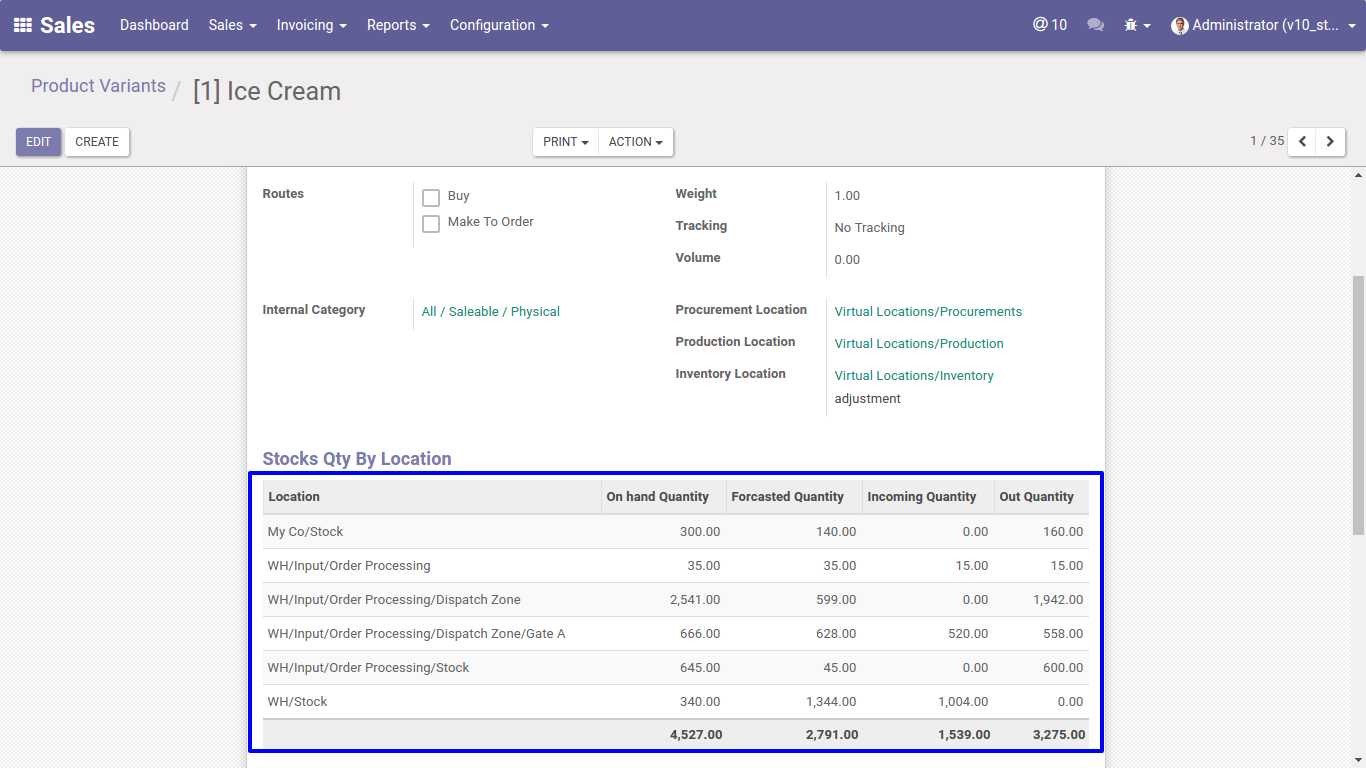 Sales Dashboard Sales Invoicing Reports Configuration @ 10 Administrator (v10_st...
Product Variants / [1] Ice Cream
EDIT CREATE PRINT ACTION 1 / 35
Routes Buy Weight 1.00
Make To Order Tracking No Tracking
Volume 0.00
Internal Category All / Saleable / Physical Procurement Location Virtual Locations/Procurements
Production Location Virtual Locations/Production
Inventory Location Virtual Locations/Inventory
adjustment
Stocks Qty By Location
Location On hand Quantity Forcasted Quantity Incoming Quantity Out Quantity
My Co/Stock 300.00 140.00 0.00 160.00
WH/Input/Order Processing 35.00 35.00 15.00 15.00
WH/Input/Order Processing/Dispatch Zone 2,541.00 599.00 0.00 1,942.00
WH/Input/Order Processing/Dispatch Zone/Gate A 666.00 628.00 520.00 558.00
WH/Input/Order Processing/Stock 645.00 45.00 0.00 600.00
WH/Stock 340.00 1,344.00 1,004.00 0.00
4,527.00 2,791.00 1,539.00 3,275.00